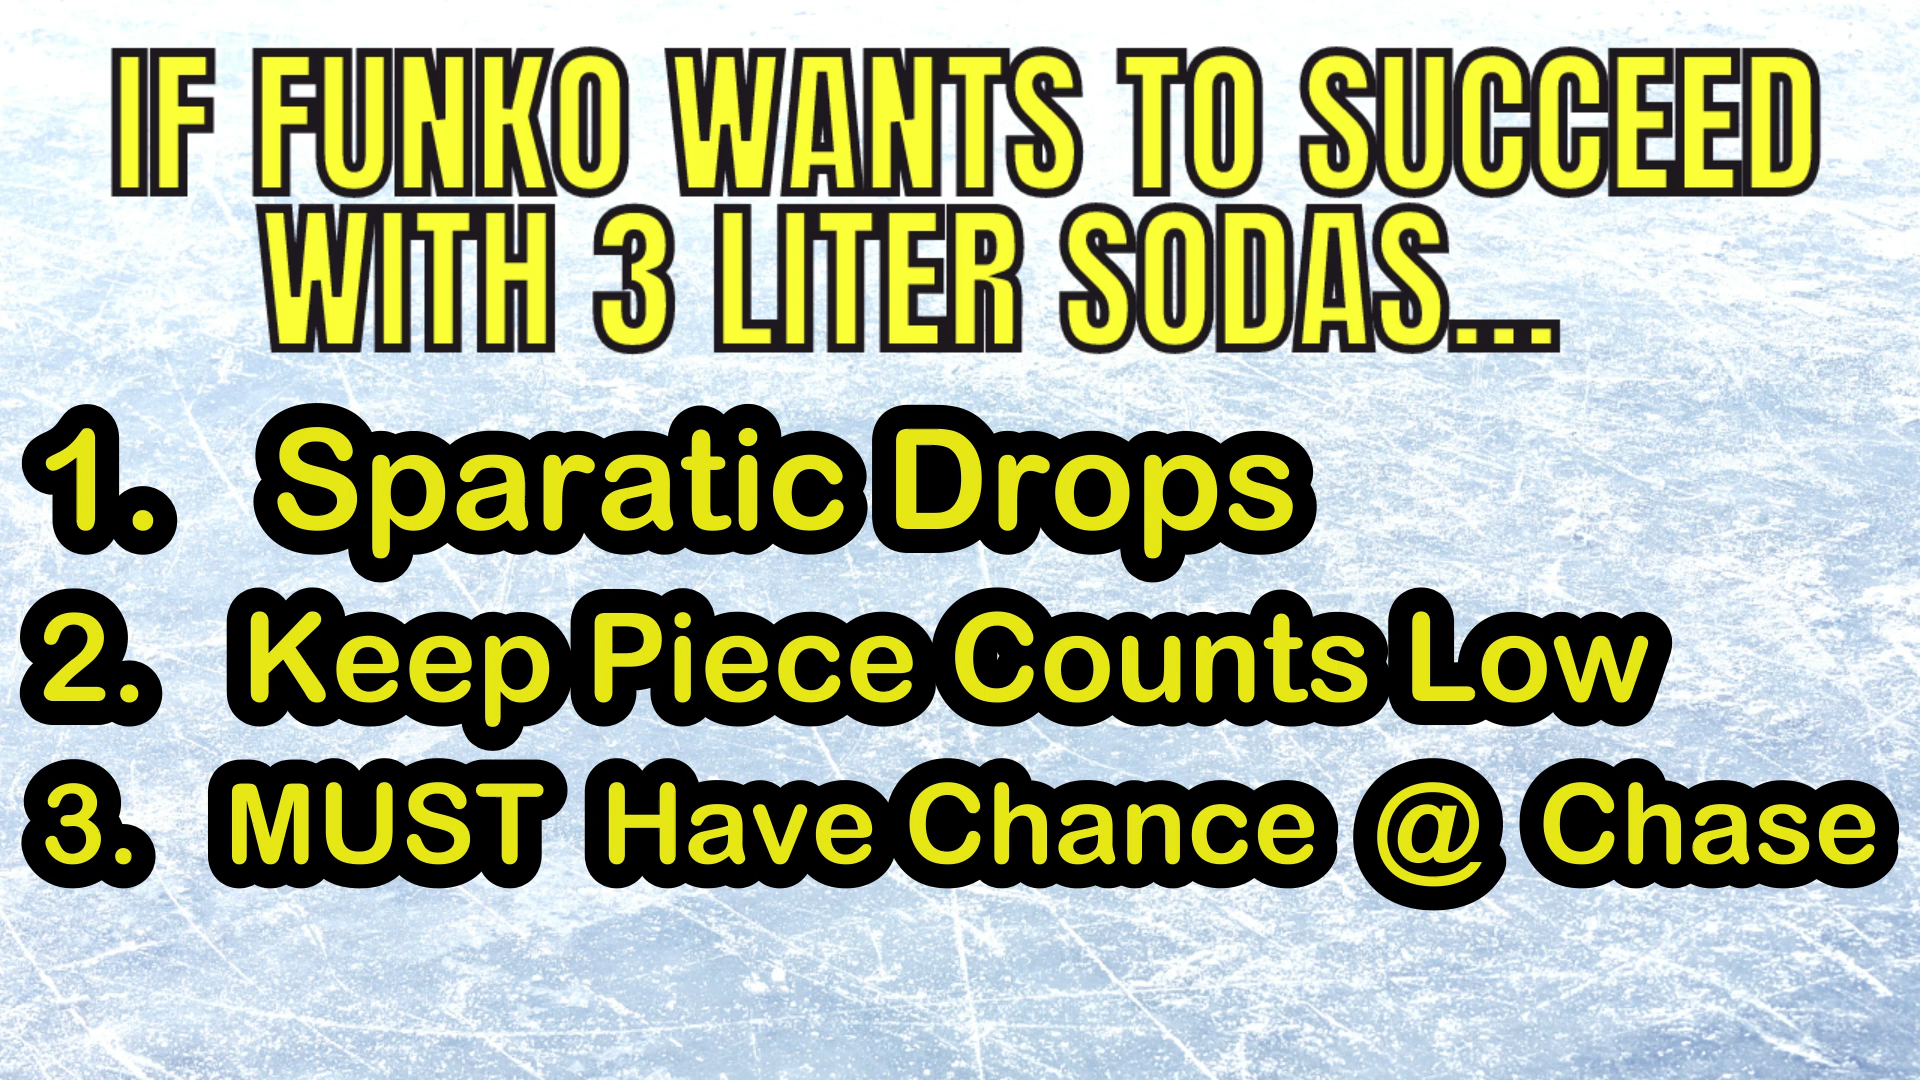 IF FUNKO WANTS TO SUCCEED
WITH 3 LITER SODAS...
1. Sparatic Drops
2. Keep Piece Counts Low
3. MUST Have Chance @ Chase